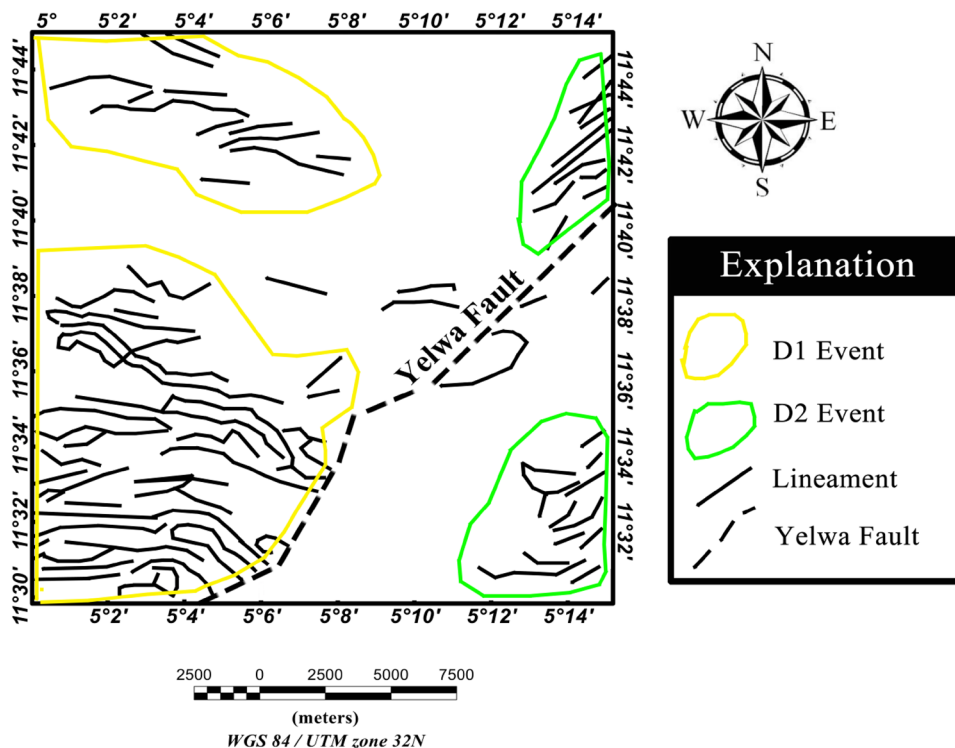 5° 5°2' 5°4' 5°6' 5°8' 5°10' 5°12' 5°14'
11°44' 11°42' 11°40' 11°38' 11°36' 11°34' 11°32' 11°30'
11°44' 11°42' 11°40' 11°38' 11°36' 11°34' 11°32'
Yelwa Fault
5°2' 5°4' 5°6' 5°8' 5°10' 5°12' 5°14'
N
W E
S
Explanation
D1 Event
D2 Event
Lineament
Yelwa Fault
2500 0 2500 5000 7500
(meters)
WGS 84 / UTM zone 32N